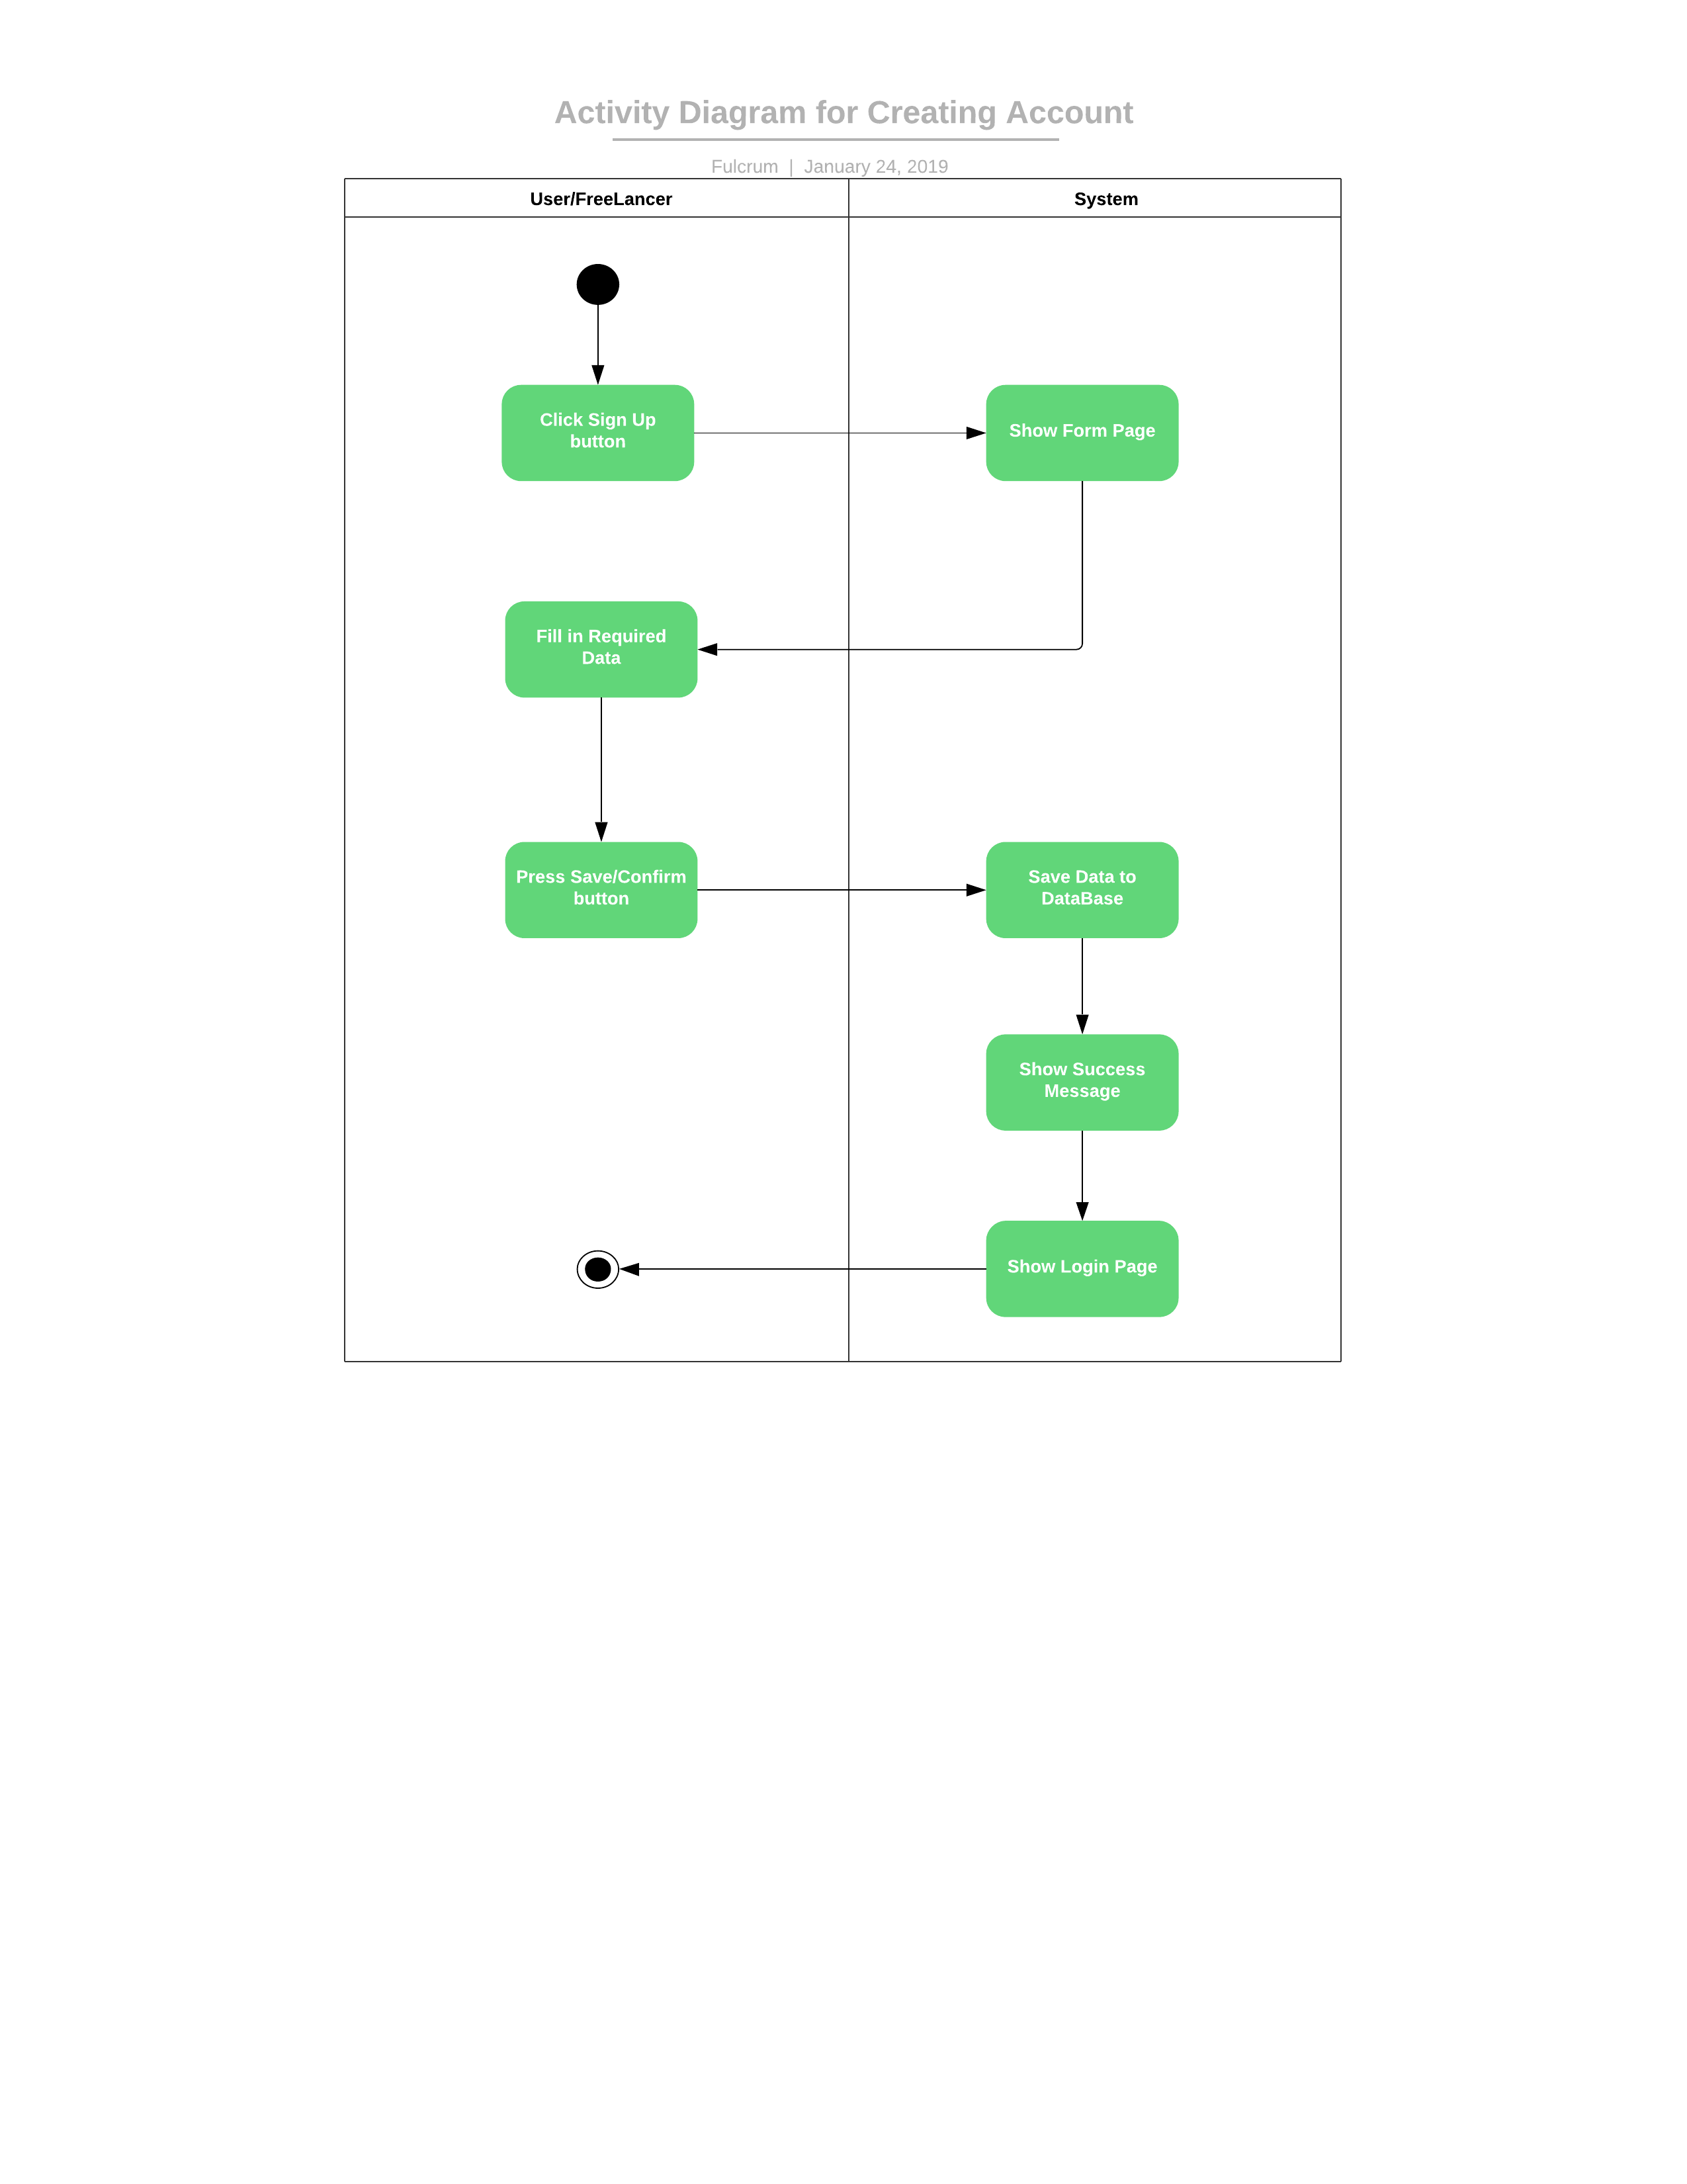 Activity Diagram for Creating Account
Fulcrum | January 24, 2019
User/FreeLancer
System
Click Sign Up
button
Show Form Page
Fill in Required
Data
Press Save/Confirm
button
Save Data to
DataBase
Show Success
Message
Show Login Page